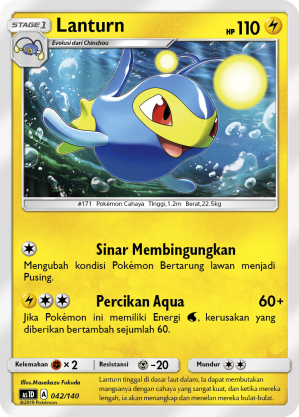 STAGE 1 Lanturn HP 110
Evolusi dari Chinchou
#171 Pokémon Cahaya Tinggi,1.2m Berat,22.5kg
Sinar Membingungkan
Mengubah kondisi Pokémon Bertarung lawan menjadi
Pusing.
Percikan Aqua 60+
Jika Pokémon ini memiliki Energi , kerusakan yang
diberikan bertambah sejumlah 60.
Kelemahan ×2 Resistansi -20 Mundur
Illus.Masakazu Fukuda
AS1D A 042/140
©2019 Pokémon
Lanturn tinggal di dasar laut dalam. Ia dapat membutakan
mangsanya dengan cahaya yang sangat kuat, dan ketika mereka
lengah, ia akan menangkap dan menelan mereka bulat-bulat.